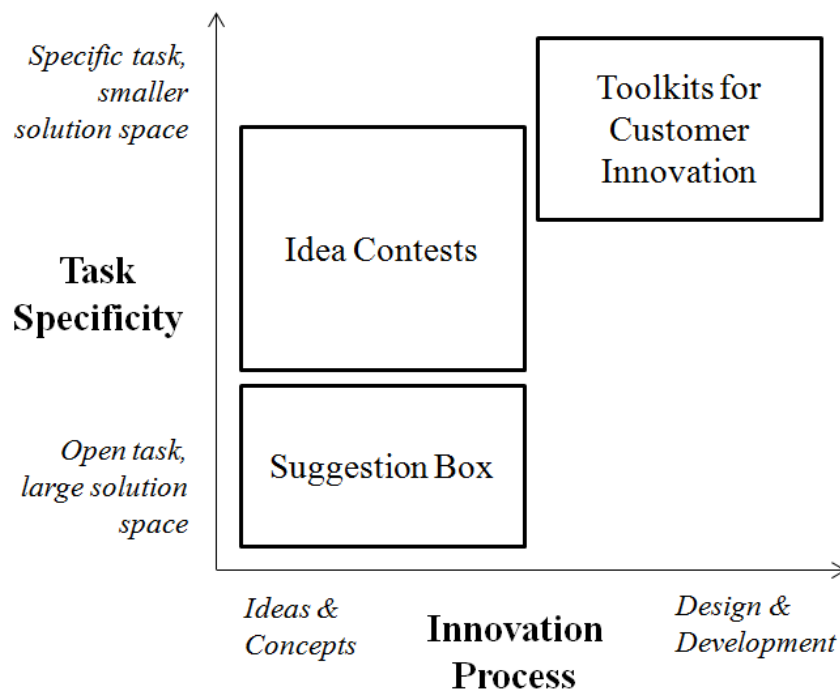 Specific task,
smaller
solution space
Toolkits for
Customer
Innovation
Idea Contests
Task
Specificity
Open task,
large solution
space
Suggestion Box
Ideas &
Concepts
Innovation
Process
Design &
Development